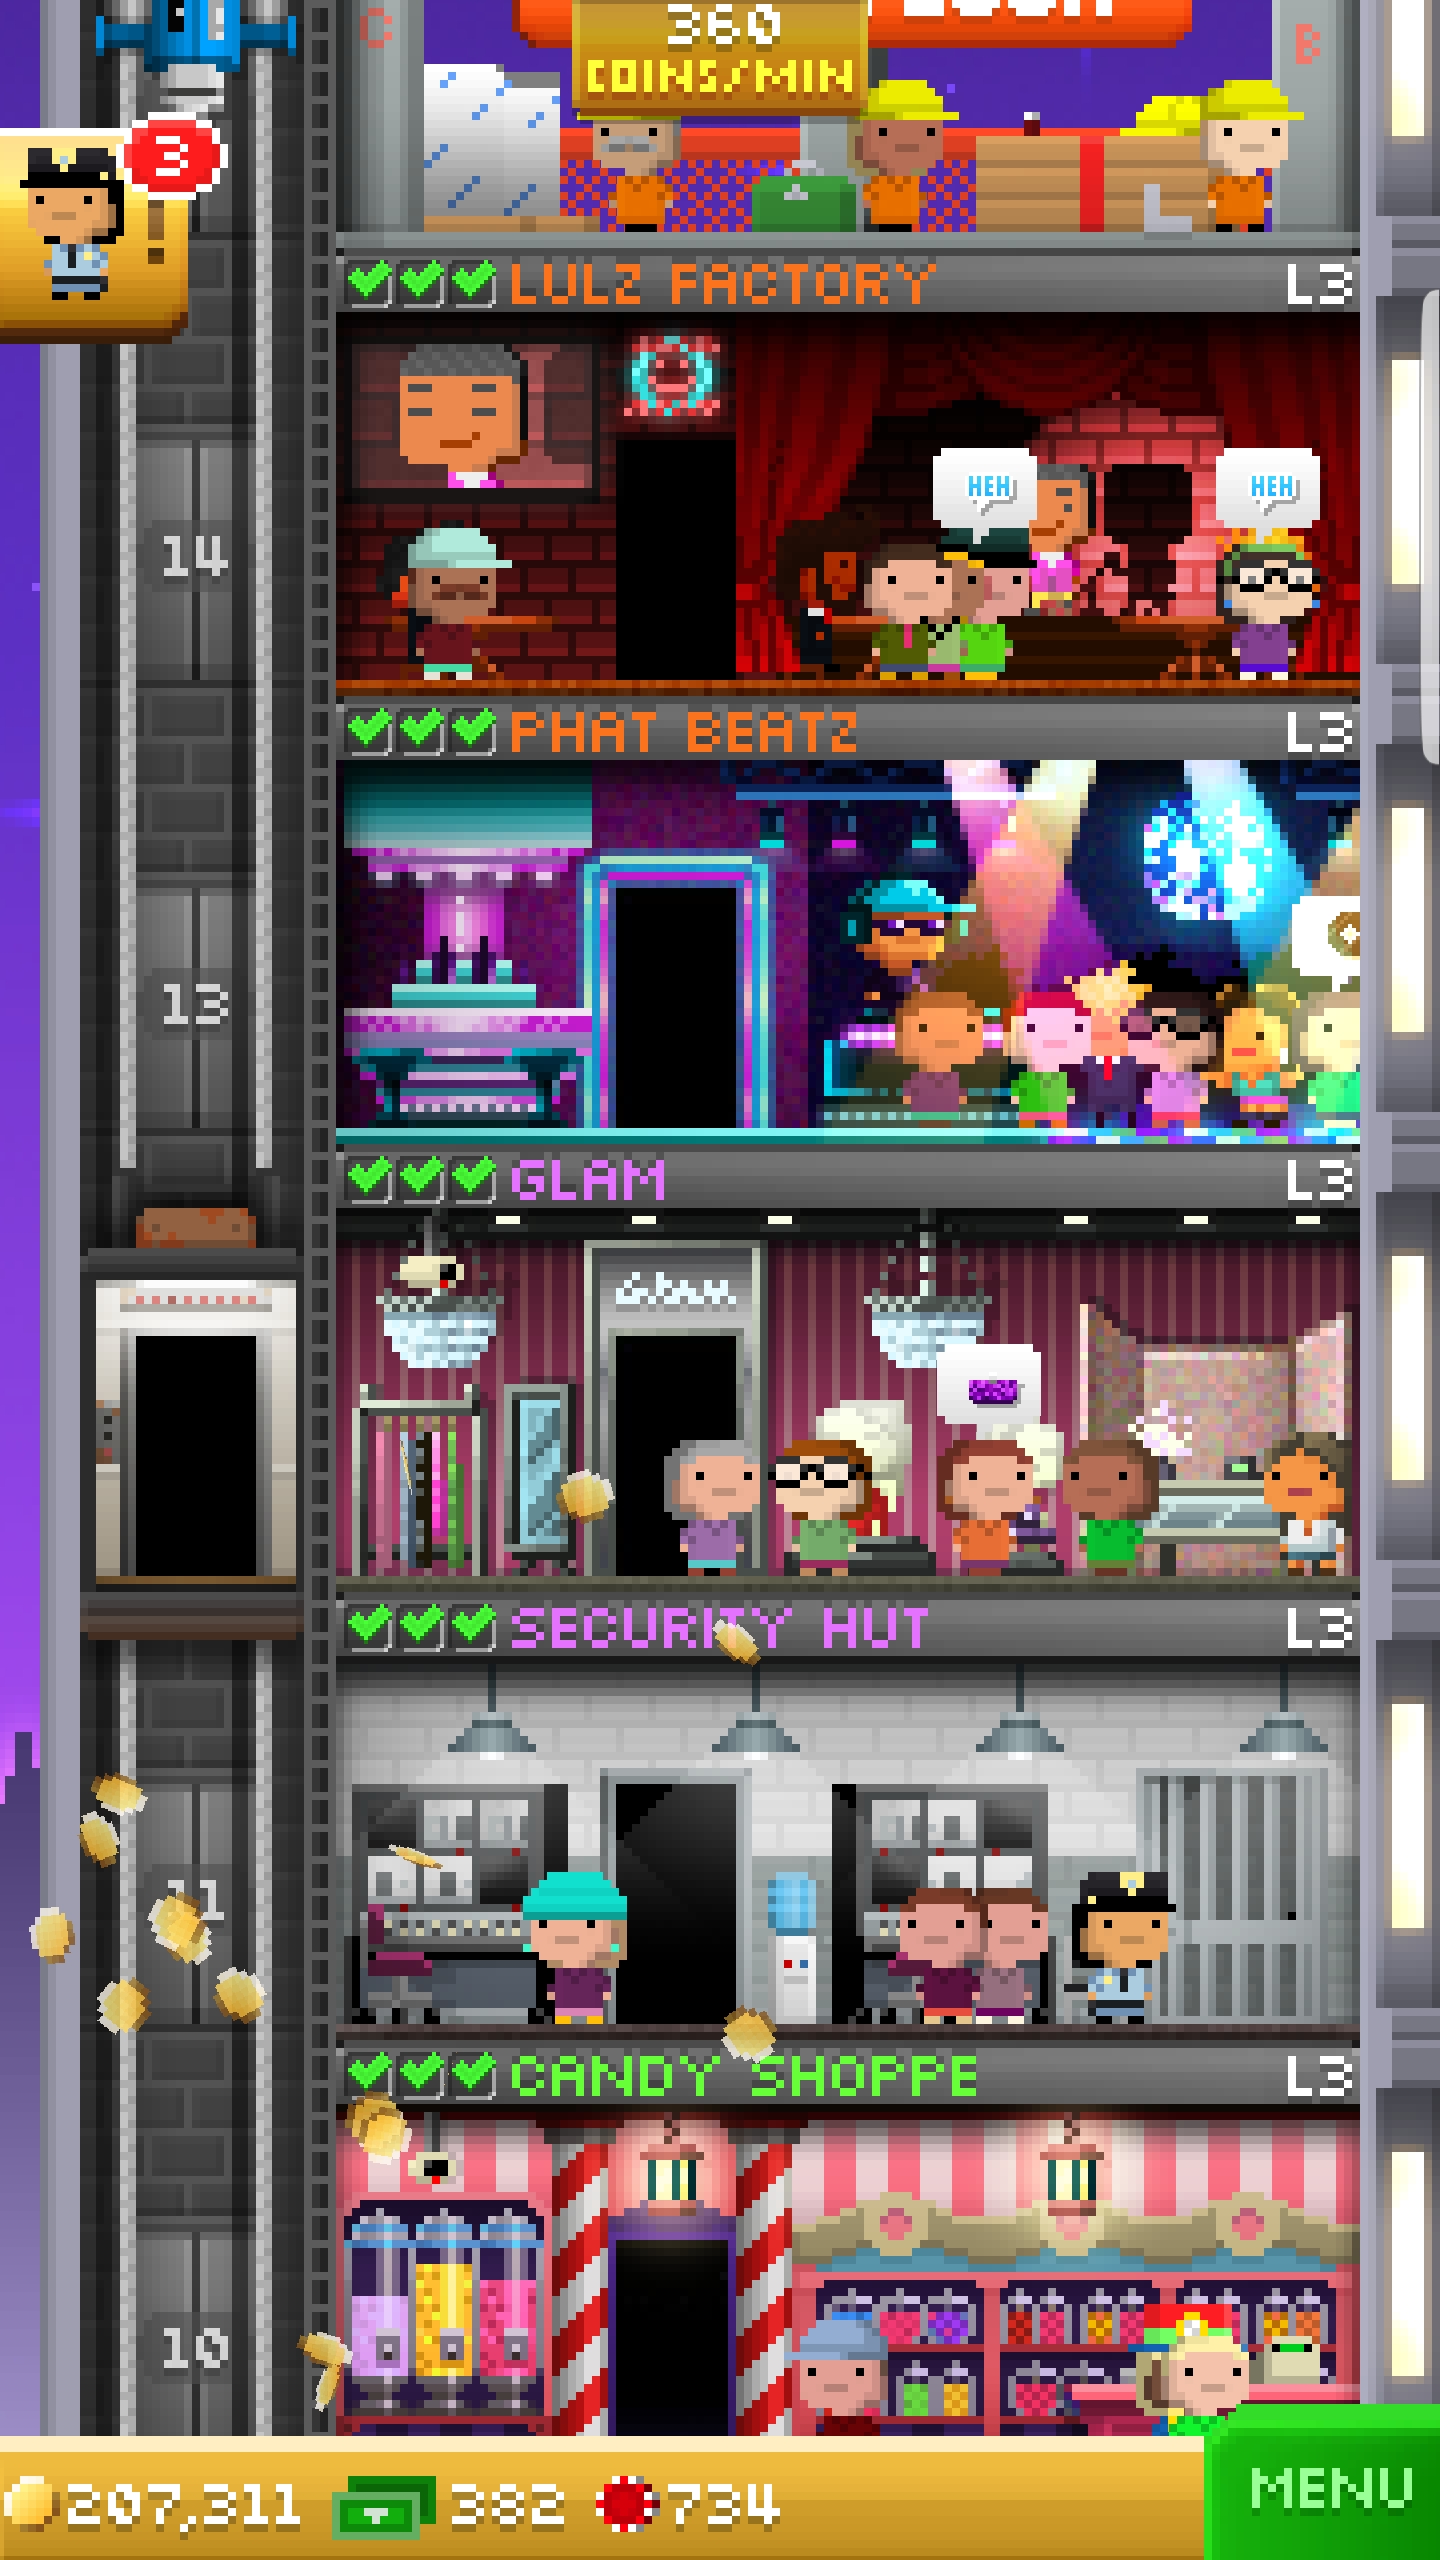 360
COINS/MIN
C
B
3
!
LULZ FACTORY
L3
HEH
HEH
14
PHAT BEATZ
L3
13
GLAM
L3
Glam
SECURITY HUT
L3
11
CANDY SHOPPE
L3
10
207,311
382
734
MENU